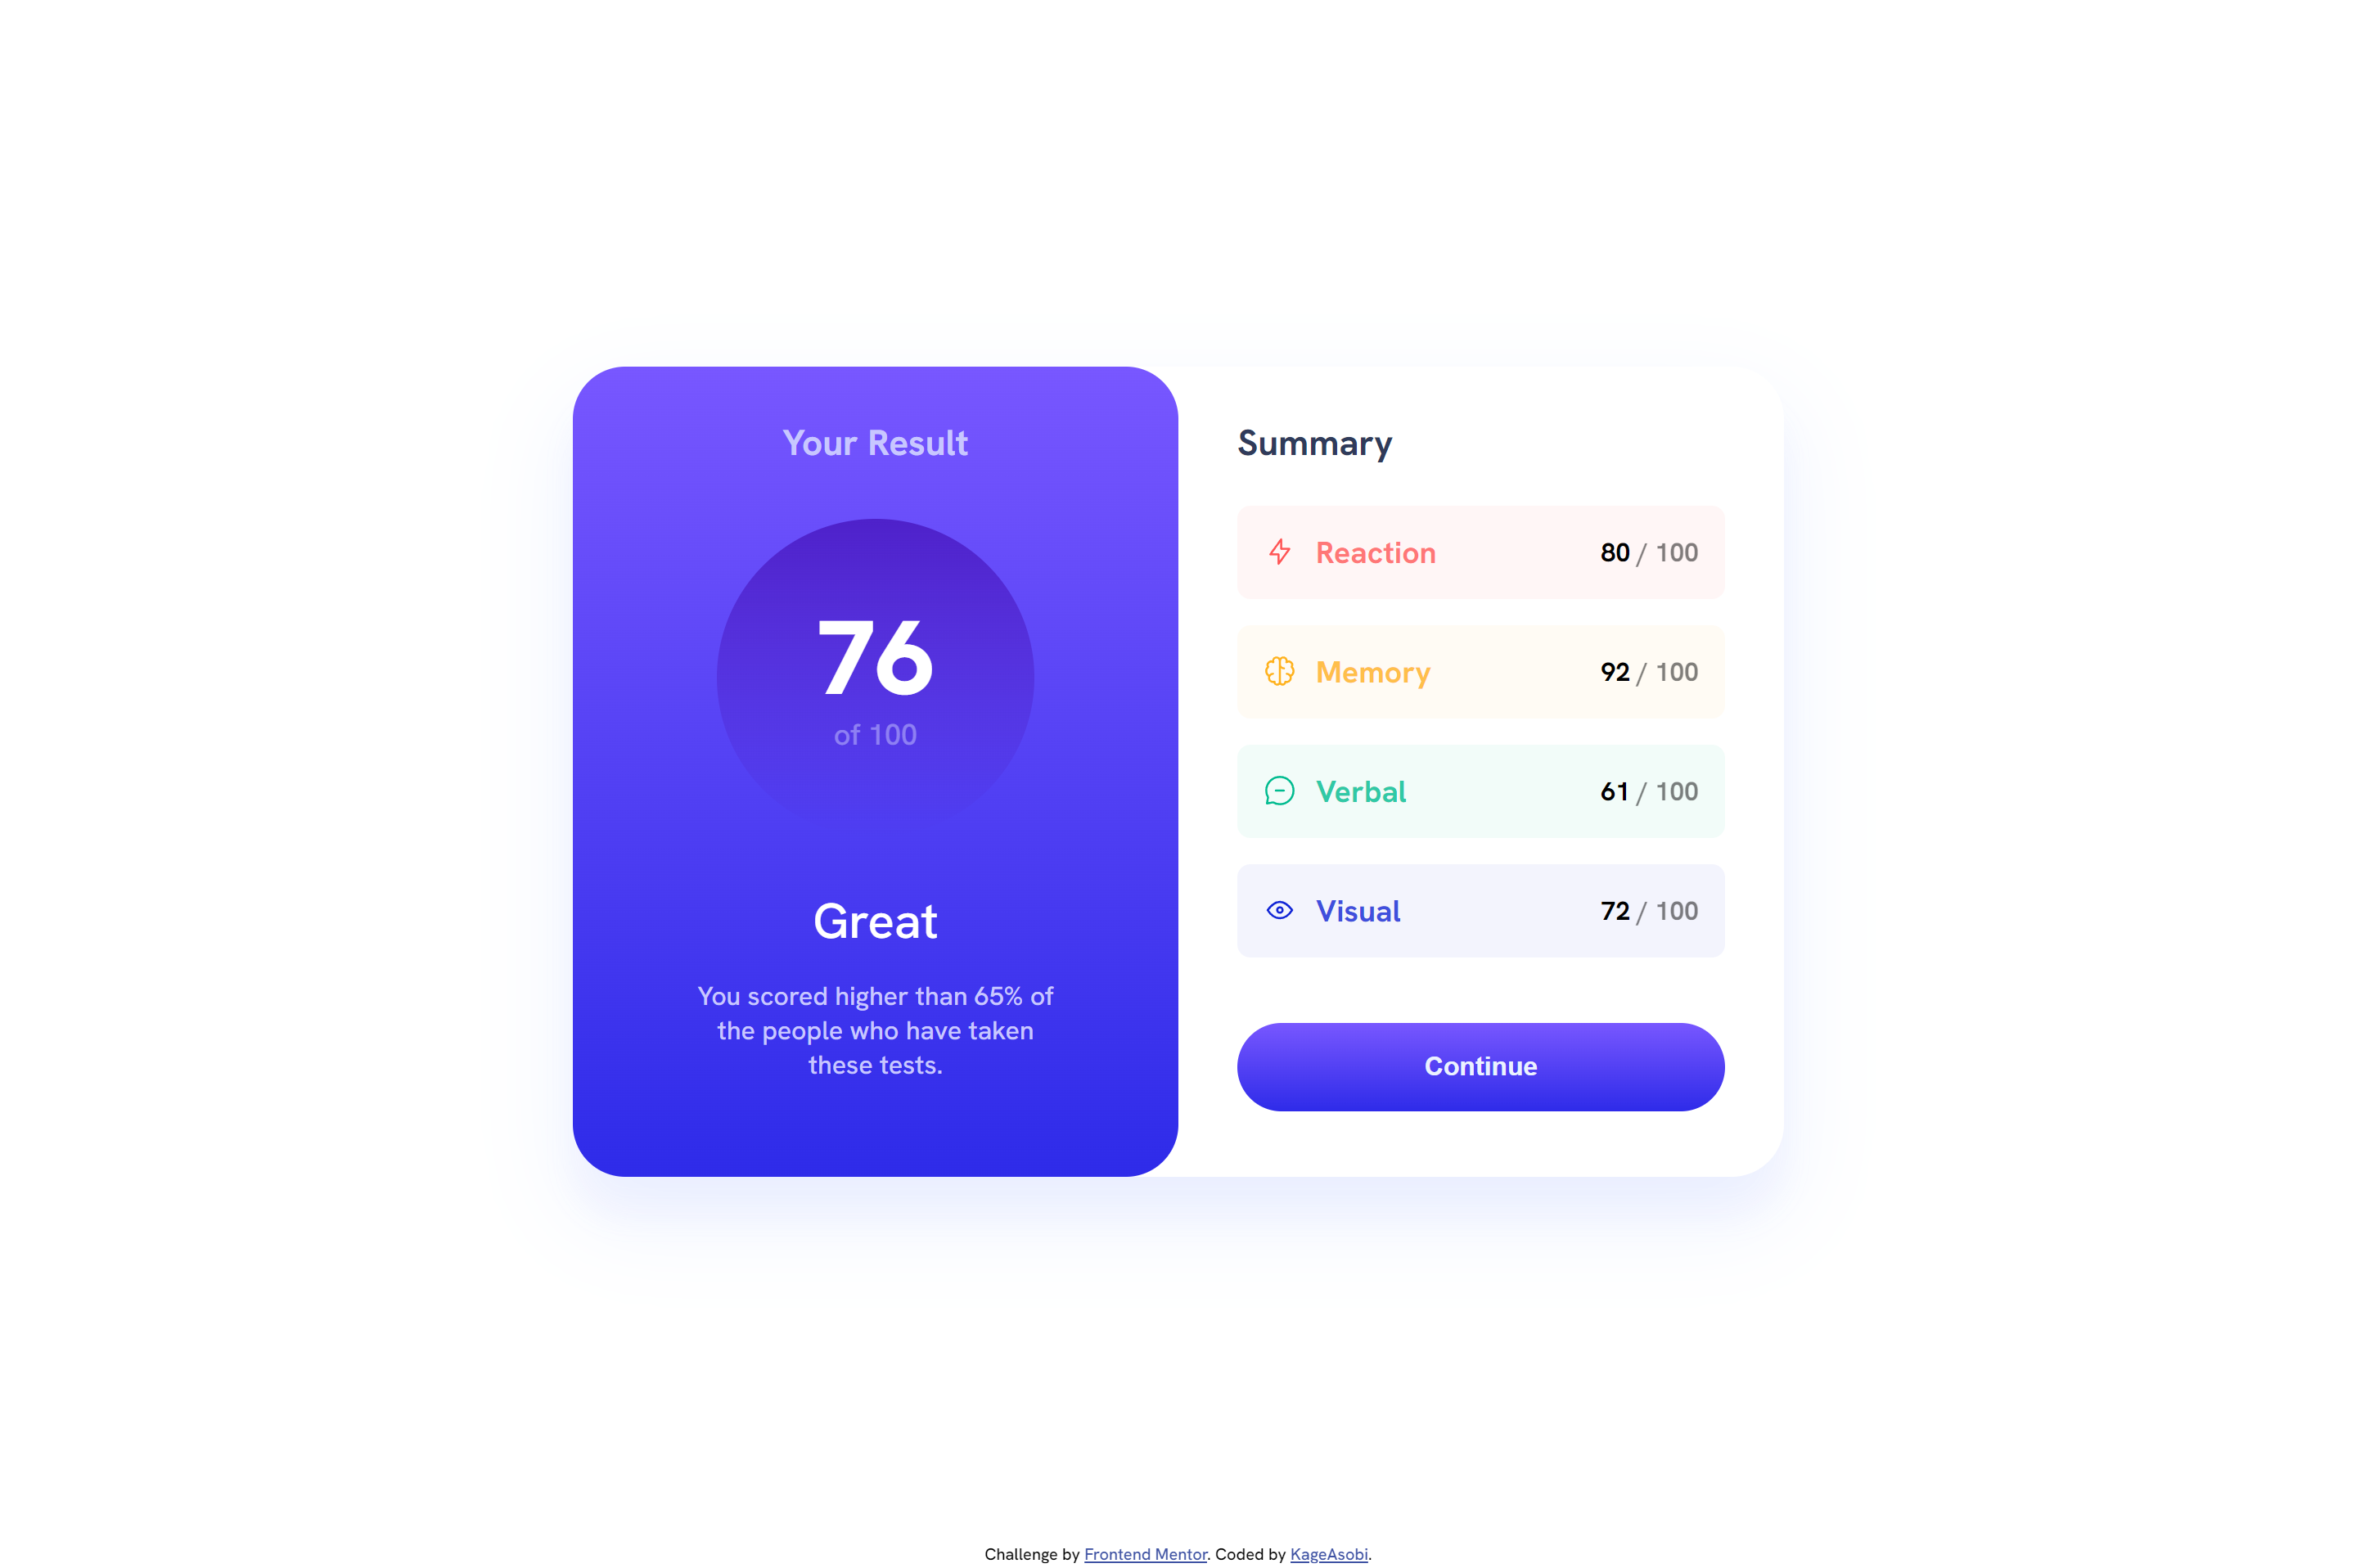 Your Result
76
of 100
Great
You scored higher than 65% of
the people who have taken
these tests.
Summary
Reaction 80 / 100
Memory 92 / 100
Verbal 61 / 100
Visual 72 / 100
Continue
Challenge by Frontend Mentor. Coded by KageAsobi.